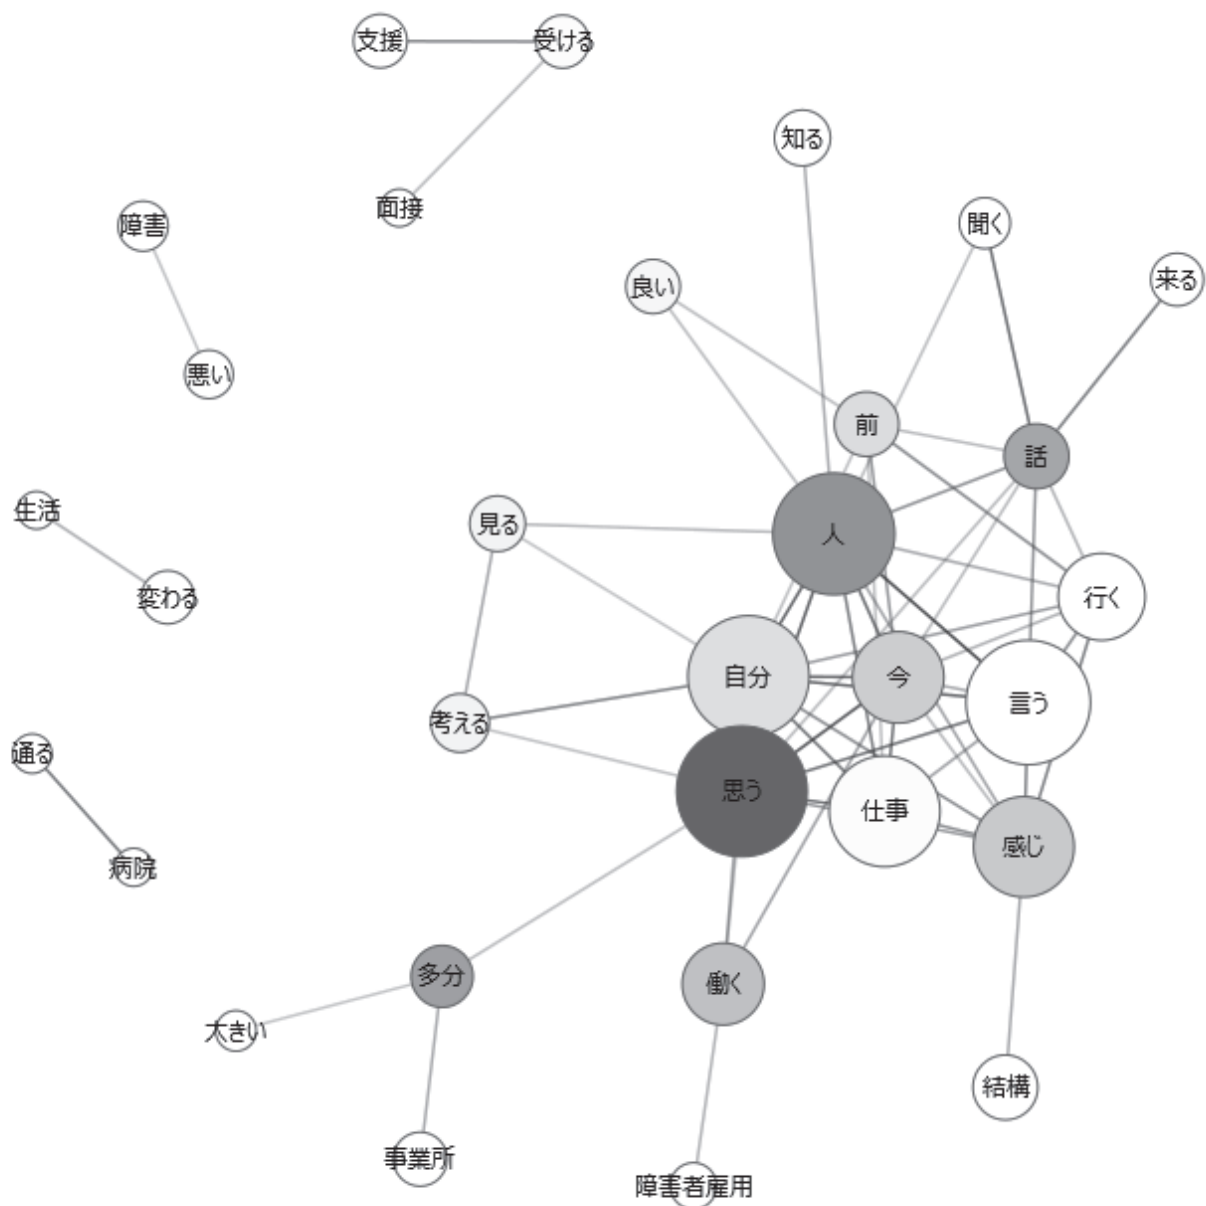 支援
受ける
知る
面接
障害
聞く
来る
良い
悪い
前
話
生活
見る
人
変わる
行く
自分
今
言う
考える
通る
思う
仕事
感じ
病院
多分
働く
大きい
結構
事業所
障害者雇用